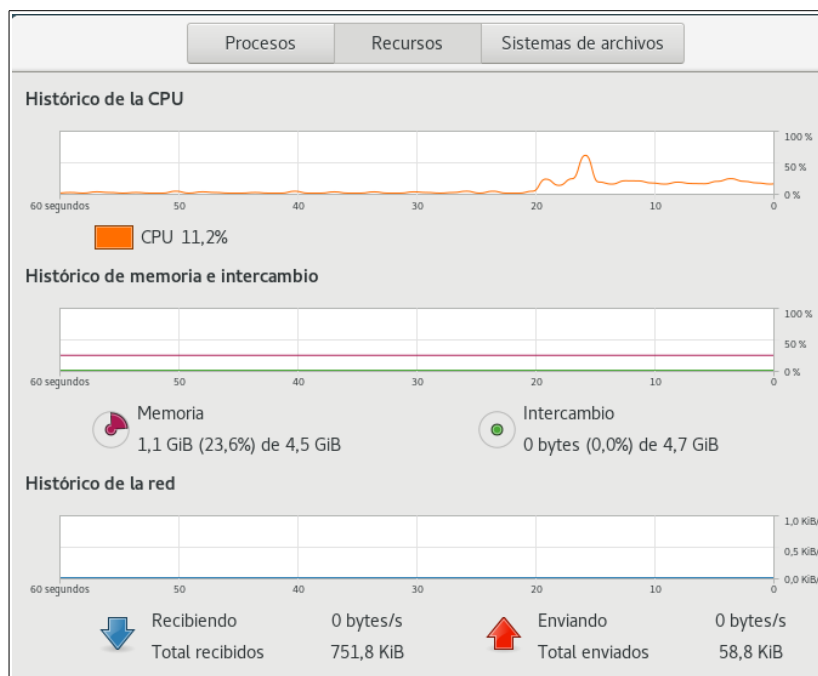 Procesos Recursos Sistemas de archivos
Histórico de la CPU
100 %
50 %
0 %
60 segundos 50 40 30 20 10 0
CPU 11,2%
Histórico de memoria e intercambio
100 %
50 %
0 %
60 segundos 50 40 30 20 10 0
Memoria Intercambio
1,1 GiB (23,6%) de 4,5 GiB 0 bytes (0,0%) de 4,7 GiB
Histórico de la red
1,0 KiB/
0,5 KiB/
0,0 KiB/
60 segundos 50 40 30 20 10 0
Recibiendo 0 bytes/s Enviando 0 bytes/s
Total recibidos 751,8 KiB Total enviados 58,8 KiB